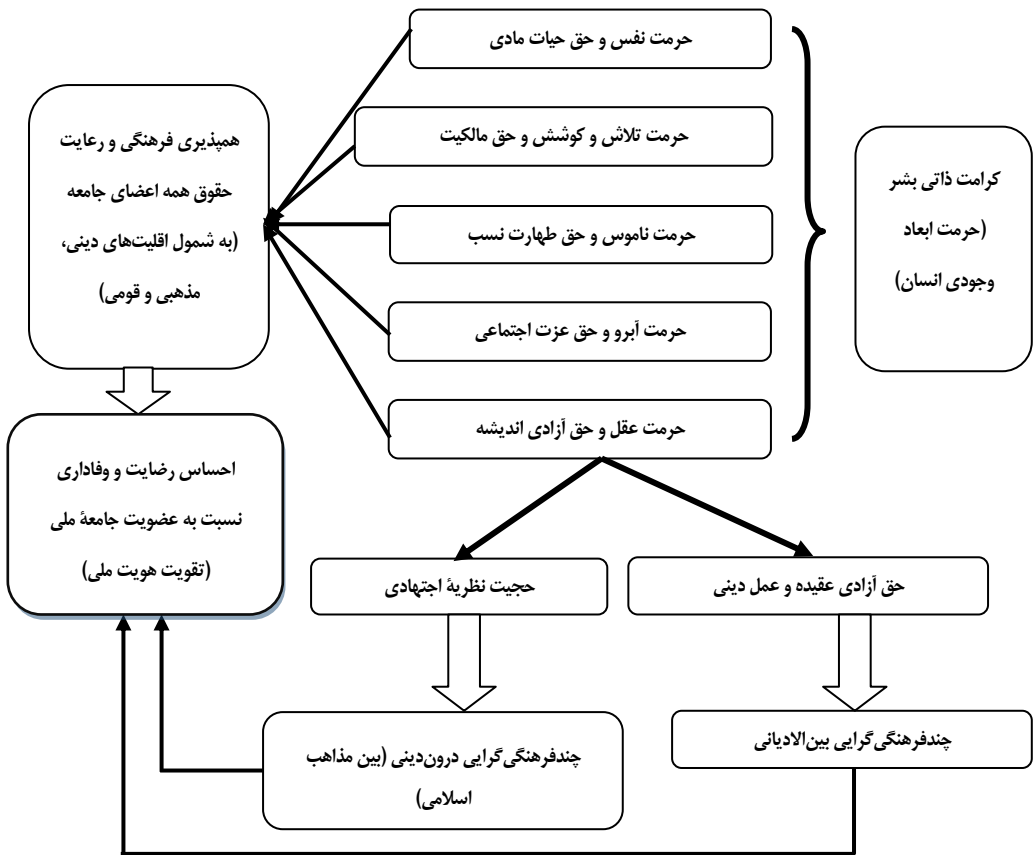 حرمت نفس و حق حیات مادی
حرمت تلاش و کوشش و حق مالکیت
حرمت ناموس و حق طهارت نسب
حرمت آبرو و حق عزت اجتماعی
حرمت عقل و حق آزادی اندیشه
کرامت ذاتی بشر
(حرمت ابعاد
وجودی انسان)
همپذیری فرهنگی و رعایت
حقوق همه اعضای جامعه
(به شمول اقلیت‌های دینی،
مذهبی و قومی)
احساس رضایت و وفاداری
نسبت به عضویت جامعۀ ملی
(تقویت هویت ملی)
حق آزادی عقیده و عمل دینی
حجیت نظریۀ اجتهادی
چندفرهنگی‌گرایی بین‌الادیانی
چندفرهنگی‌گرایی درون‌دینی (بین مذاهب
اسلامی)